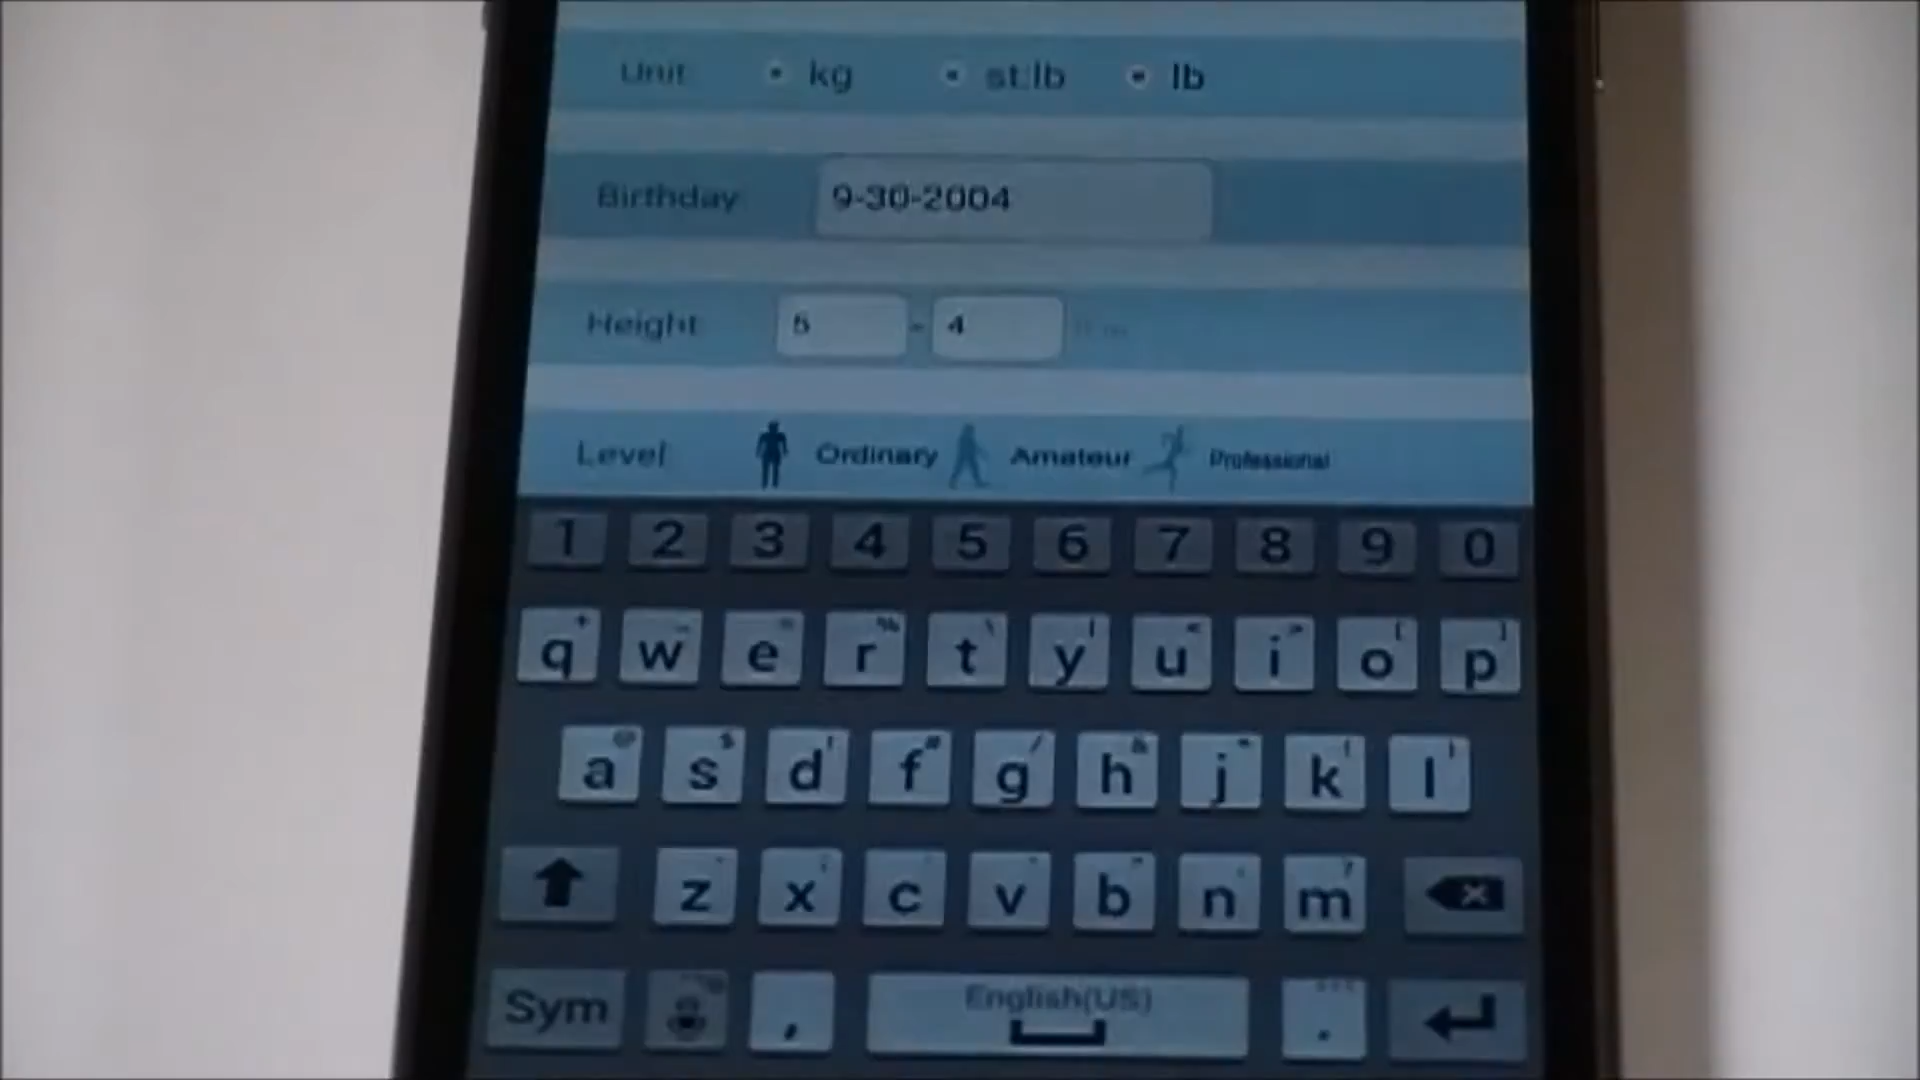 Unit kg st:lb lb
Birthday 9-30-2004
Height 5 - 4
Level Ordinary Amateur Professional
1 2 3 4 5 6 7 8 9 0
q w e r t y u i o p
a s d f g h j k l
z x c v b n m
Sym , English(US) .